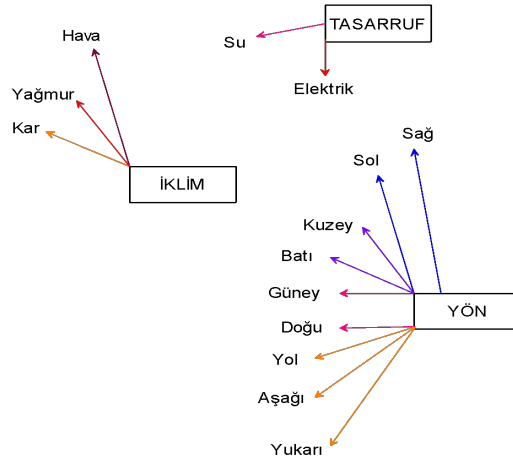 TASARRUF
Su
Elektrik
Hava
Yağmur
Kar
İKLİM
Sağ
Sol
Kuzey
Batı
Güney
Doğu
Yol
Aşağı
Yukarı
YÖN